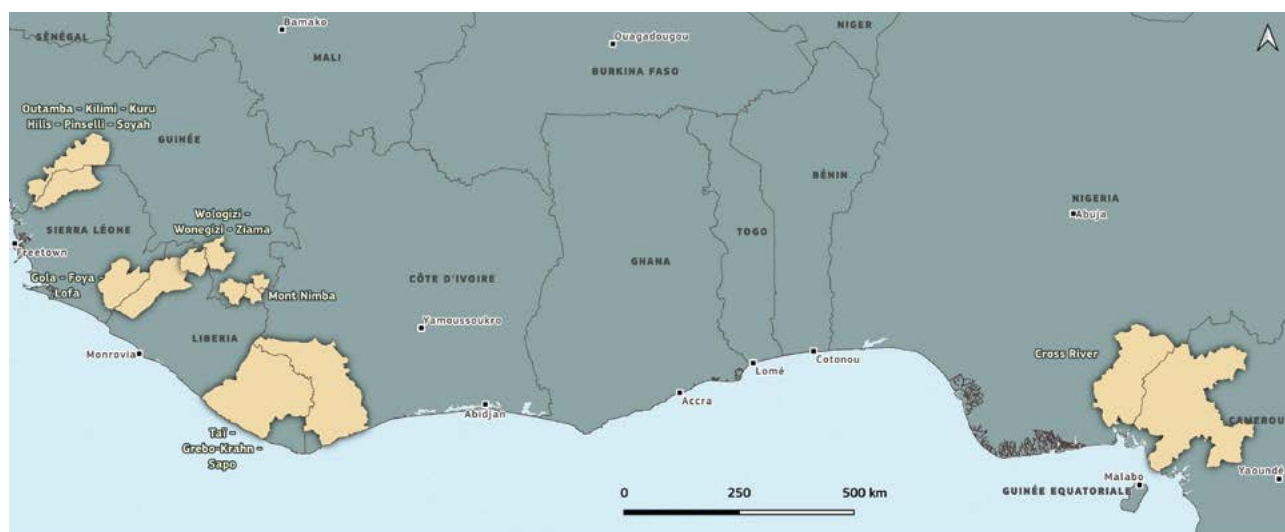 Bamako
Ouagadougou
NIGER
SÉNÉGAL
MALI
BURKINA FASO
Outamba - Kilimi - Kuru
Hills - Pinselli - Soyah
GUINÉE
BÉNIN
NIGERIA
Abuja
Wologizi -
Wonegizi - Ziama
SIERRA LÉONE
TOGO
Freetown
GHANA
Gola - Foya -
Lofa
CÔTE D'IVOIRE
Mont Nimba
Yamoussoukro
LIBERIA
Monrovia
Cotonou
Cross River
Lomé
Accra
Abidjan
CAMEROU
Taï -
Grebo-Krahn -
Sapo
Yaoundé
Malabo
GUINÉE EQUATORIALE
0 250 500 km